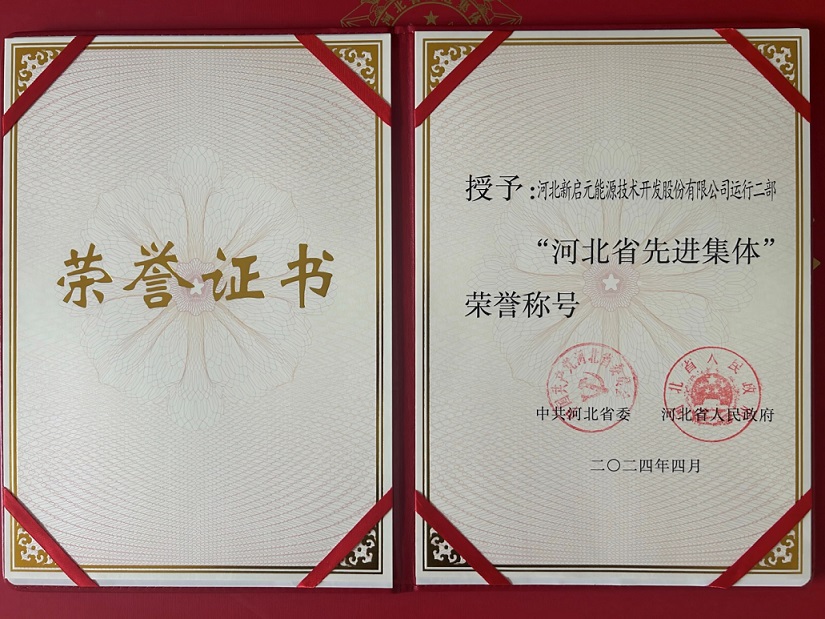 荣誉证书
授予:河北新启元能源技术开发股份有限公司运行二部
“河北省先进集体”
荣誉称号
中共河北省委 河北省人民政府
二〇二四年四月